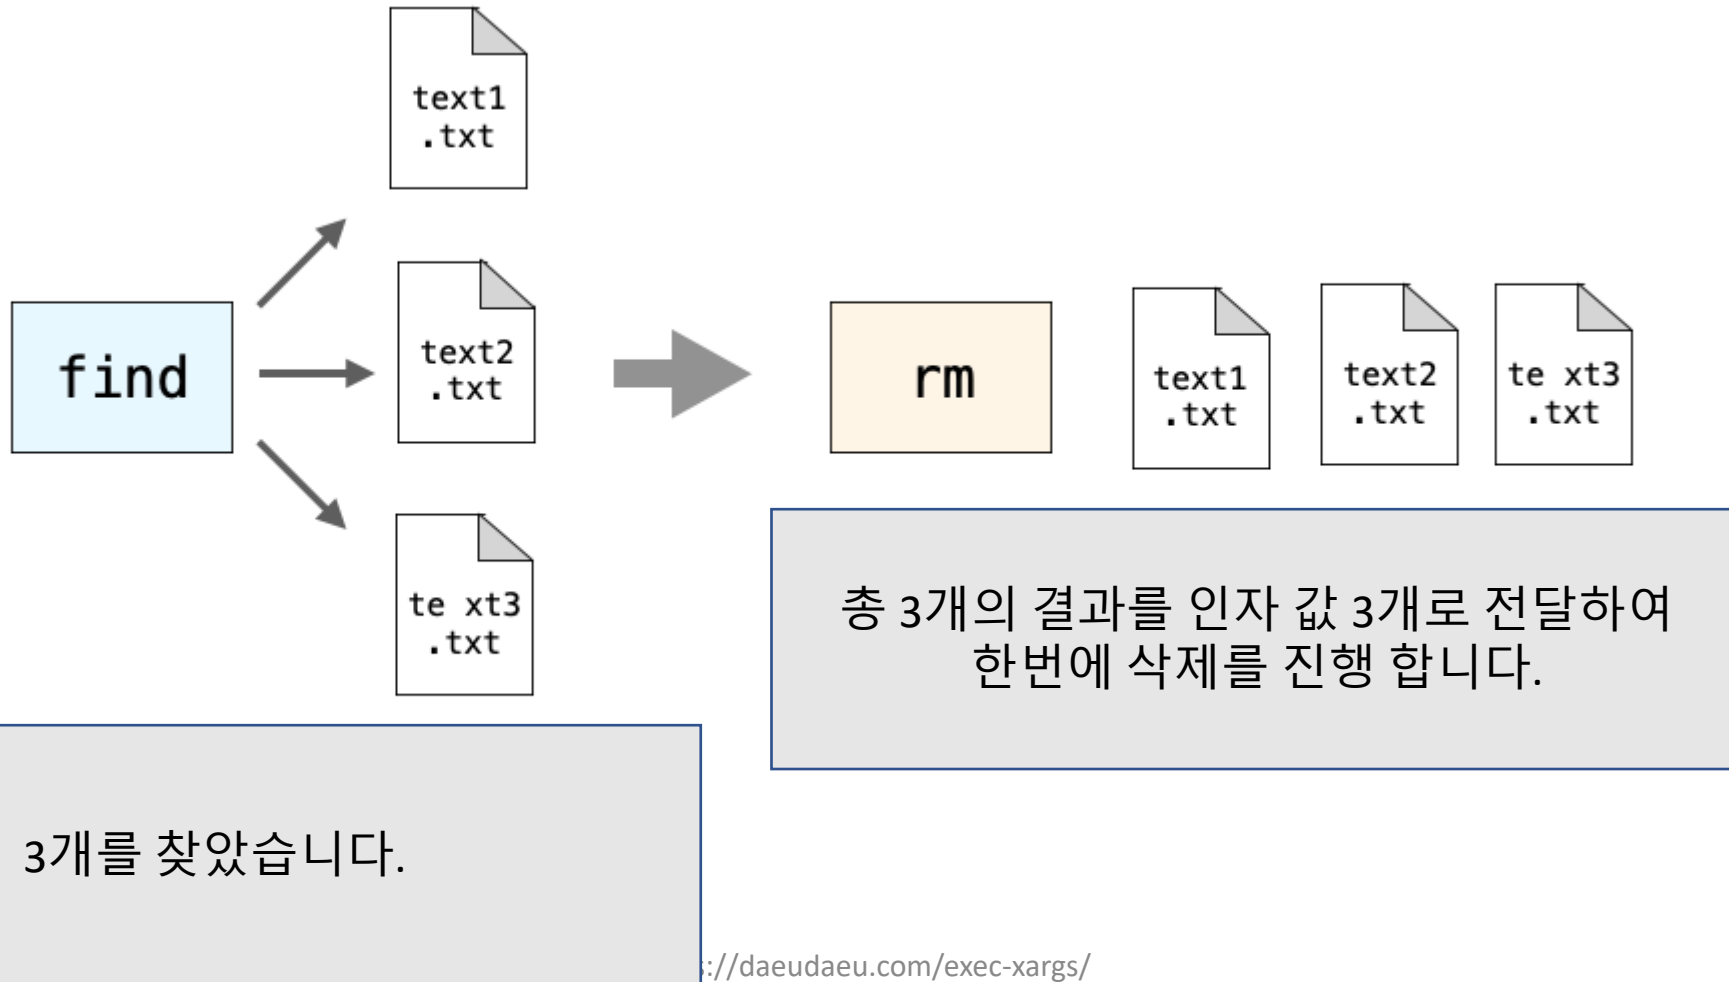 text1
.txt
find
text2
.txt
te xt3
.txt
rm
text1
.txt
text2
.txt
te xt3
.txt
총 3개의 결과를 인자 값 3개로 전달하여
한번에 삭제를 진행 합니다.
3개를 찾았습니다.
://daeudaeu.com/exec-xargs/